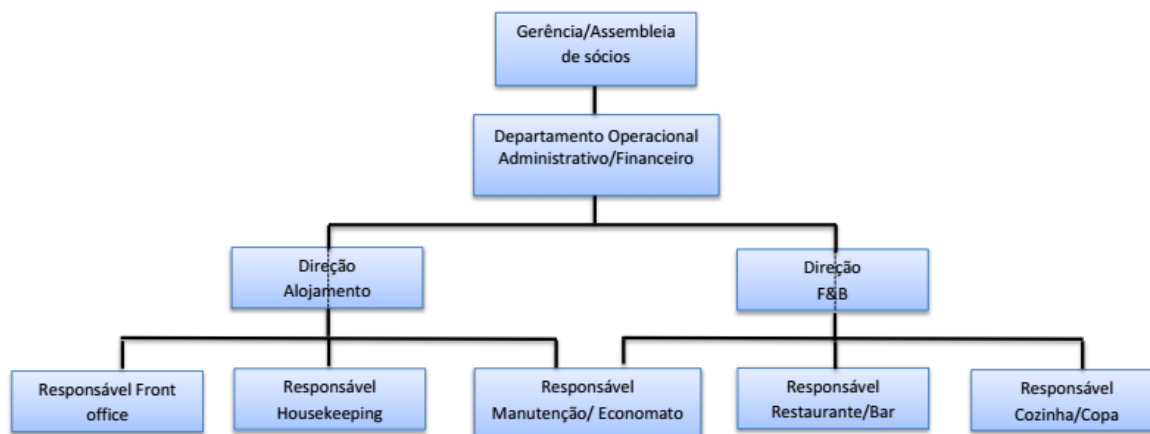 Gerência/Assembleia
de sócios
Departamento Operacional
Administrativo/Financeiro
Direção
Alojamento
Direção
F&B
Responsável Front
office
Responsável
Housekeeping
Responsável
Manutenção/ Economato
Responsável
Restaurante/Bar
Responsável
Cozinha/Copa